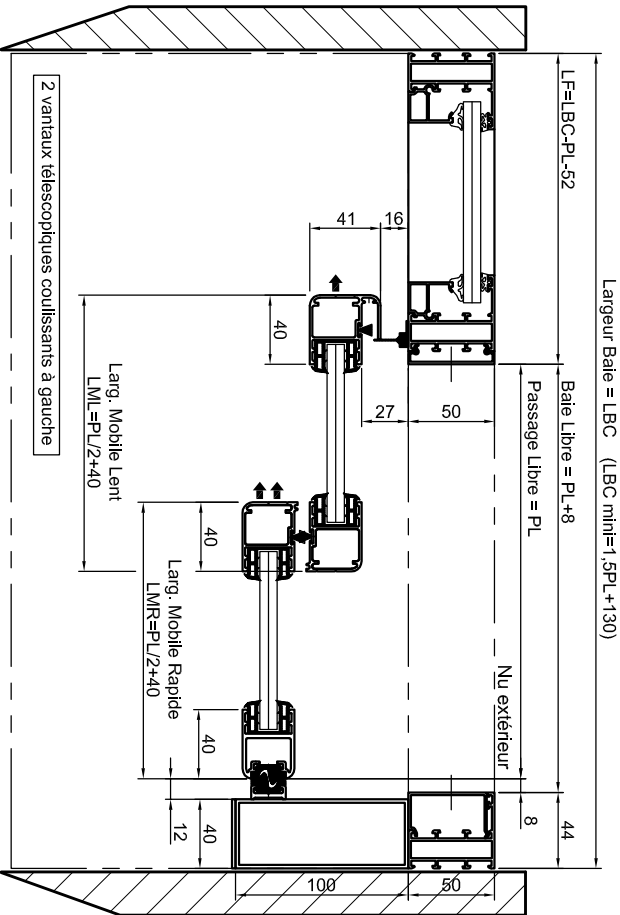 Largeur Baie = LBC (LBC mini=1,5PL+130)
LF=LBC-PL-52
Baie Libre = PL+8
44
Passage Libre = PL
8
Nu extérieur
50
50
16
41
27
100
40
40
40
40
12
Larg. Mobile Lent
LML=PL/2+40
Larg. Mobile Rapide
LMR=PL/2+40
2 vantaux télescopiques coulissants à gauche